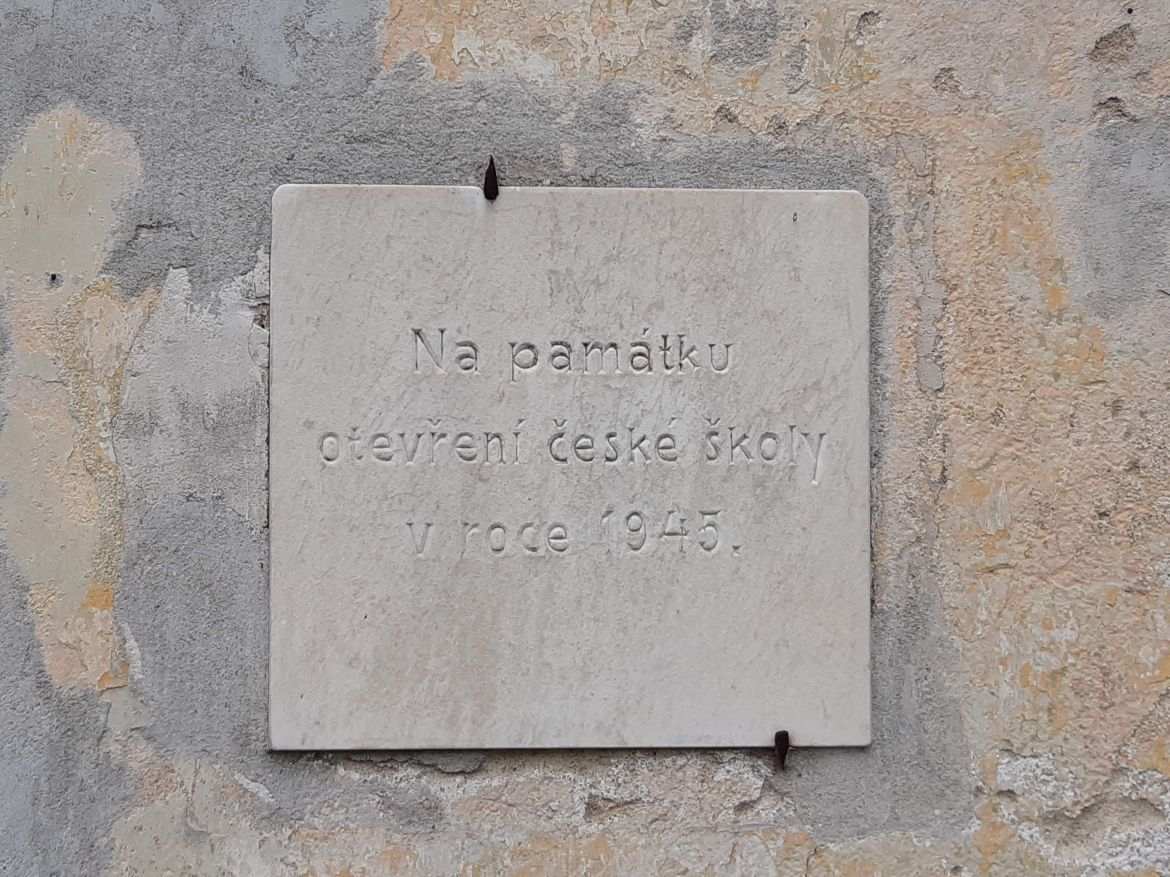 Na památku
otevření české školy
v roce 1945.